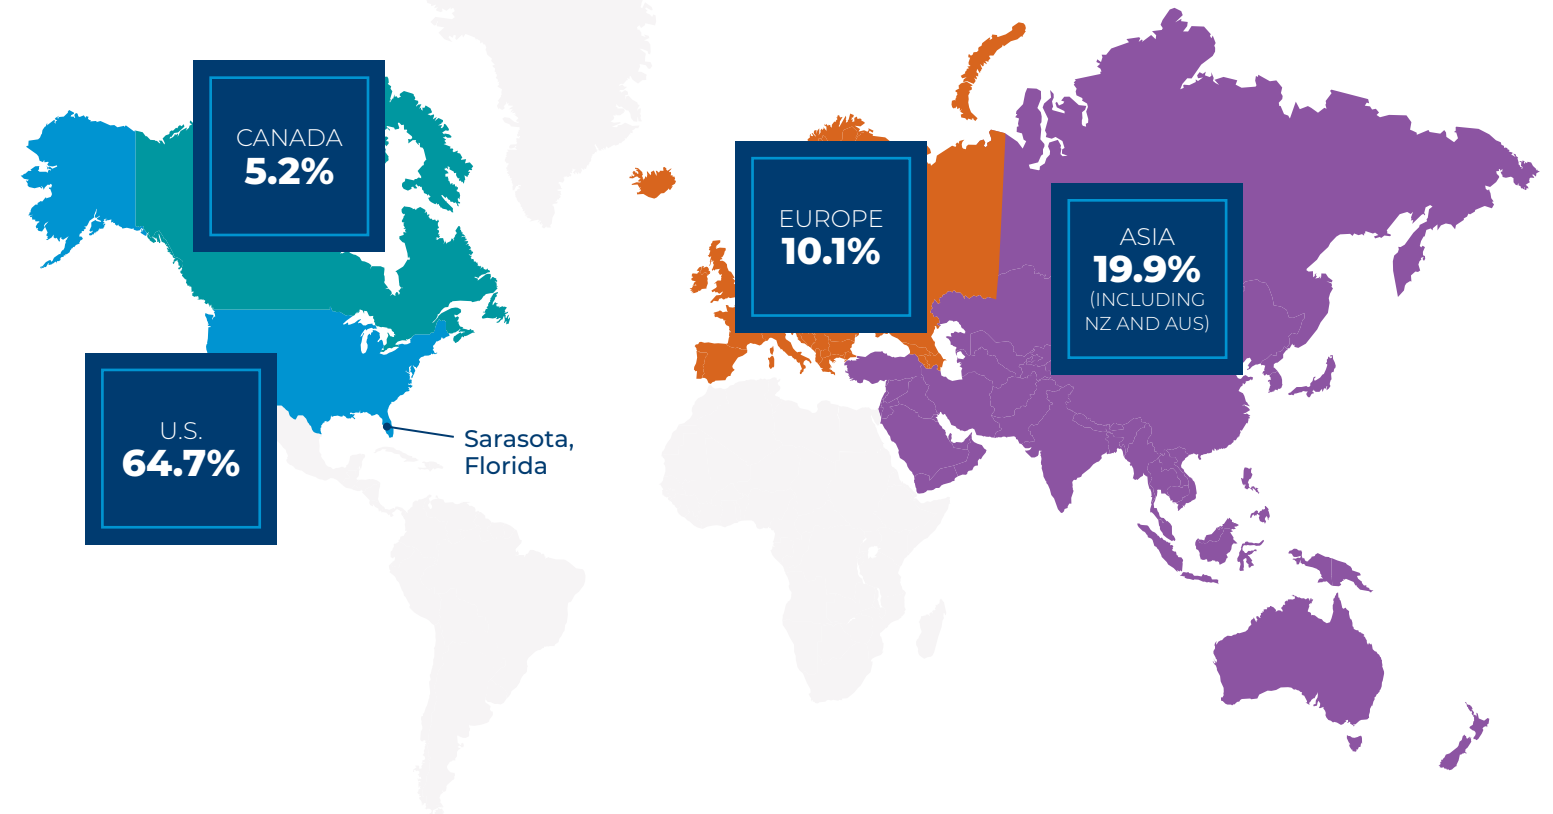 CANADA
5.2%
EUROPE
10.1%
ASIA
19.9%
(INCLUDING
NZ AND AUS)
U.S.
64.7%
Sarasota,
Florida